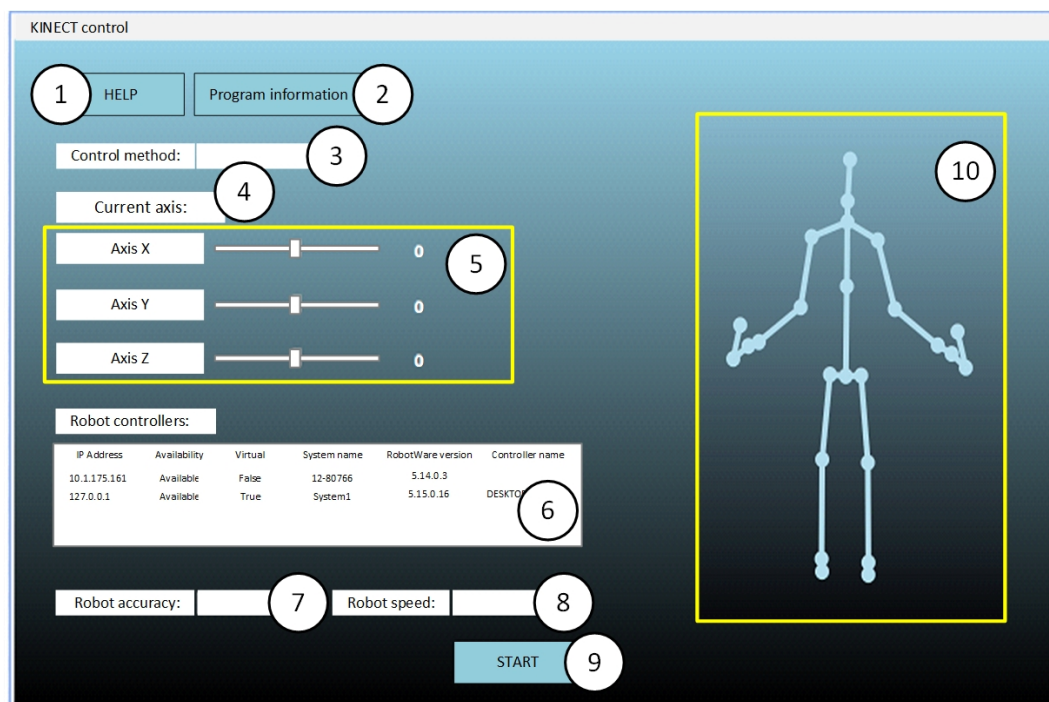 KINECT control
1 HELP Program information 2
Control method: 3
4
Current axis:
Axis X 0 5
Axis Y 0
Axis Z 0
10
Robot controllers:
IP Address Availability Virtual System name RobotWare version Controller name
10.1.175.161 Available False 12-80766 5.14.0.3
127.0.0.1 Available True System1 5.15.0.16
6
Robot accuracy: 7 Robot speed: 8
START 9